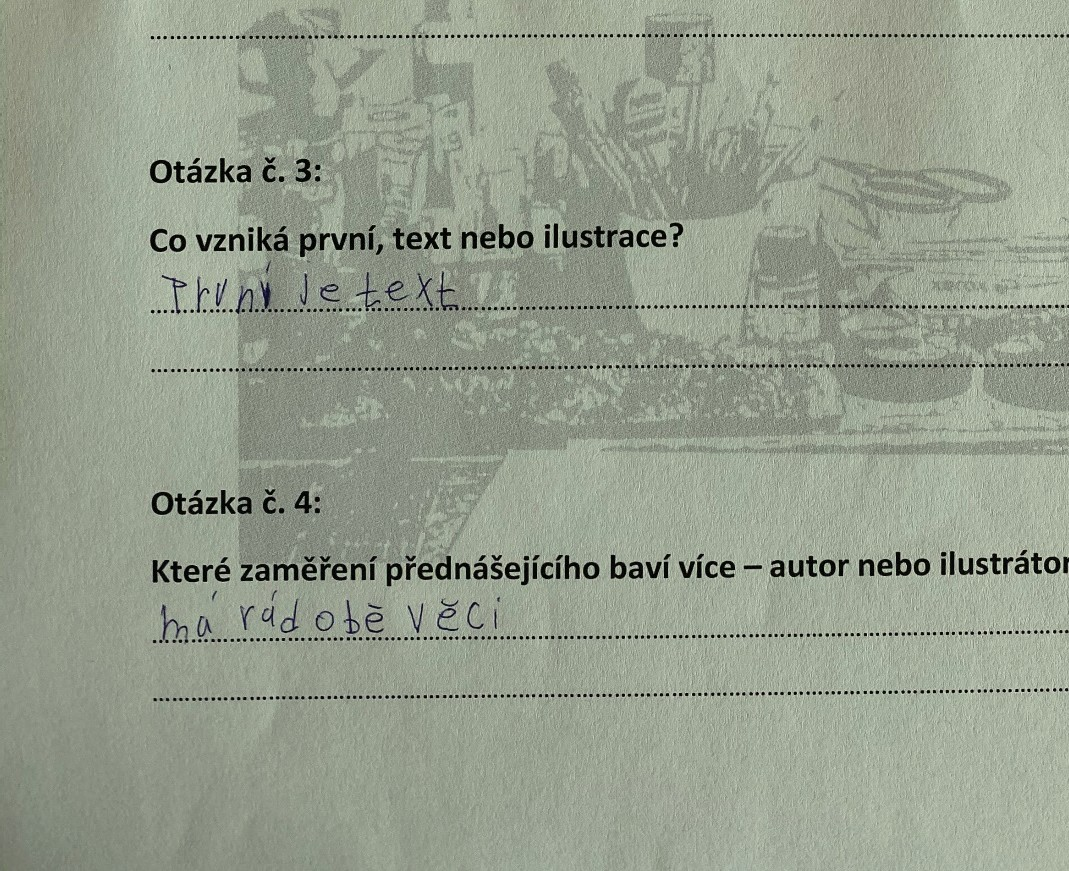 Otázka č. 3:
Co vzniká první, text nebo ilustrace?
První je text
Otázka č. 4:
Které zaměření přednášejícího baví více – autor nebo ilustrátor
má rád obě věci